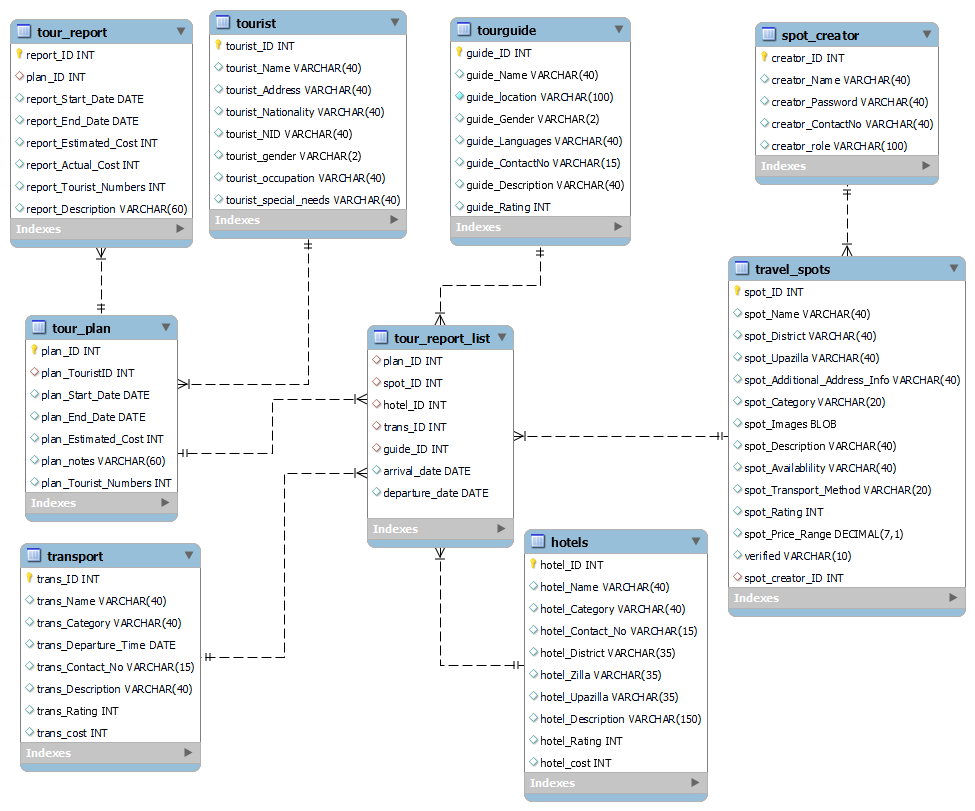 tour_report
report_ID INT
plan_ID INT
report_Start_Date DATE
report_End_Date DATE
report_Estimated_Cost INT
report_Actual_Cost INT
report_Tourist_Numbers INT
report_Description VARCHAR(60)
Indexes
tourist
tourist_ID INT
tourist_Name VARCHAR(40)
tourist_Address VARCHAR(40)
tourist_Nationality VARCHAR(40)
tourist_NID VARCHAR(40)
tourist_gender VARCHAR(2)
tourist_occupation VARCHAR(40)
tourist_special_needs VARCHAR(40)
Indexes
tourguide
guide_ID INT
guide_Name VARCHAR(40)
guide_location VARCHAR(100)
guide_Gender VARCHAR(2)
guide_Languages VARCHAR(40)
guide_ContactNo VARCHAR(15)
guide_Description VARCHAR(40)
guide_Rating INT
Indexes
spot_creator
creator_ID INT
creator_Name VARCHAR(40)
creator_Password VARCHAR(40)
creator_ContactNo VARCHAR(40)
creator_role VARCHAR(100)
Indexes
tour_plan
plan_ID INT
plan_TouristID INT
plan_Start_Date DATE
plan_End_Date DATE
plan_Estimated_Cost INT
plan_notes VARCHAR(60)
plan_Tourist_Numbers INT
Indexes
tour_report_list
plan_ID INT
spot_ID INT
hotel_ID INT
trans_ID INT
guide_ID INT
arrival_date DATE
departure_date DATE
Indexes
travel_spots
spot_ID INT
spot_Name VARCHAR(40)
spot_District VARCHAR(40)
spot_Upazilla VARCHAR(40)
spot_Additional_Address_Info VARCHAR(40)
spot_Category VARCHAR(20)
spot_Images BLOB
spot_Description VARCHAR(40)
spot_Availablility VARCHAR(40)
spot_Transport_Method VARCHAR(20)
spot_Rating INT
spot_Price_Range DECIMAL(7,1)
verified VARCHAR(10)
spot_creator_ID INT
Indexes
transport
trans_ID INT
trans_Name VARCHAR(40)
trans_Category VARCHAR(40)
trans_Departure_Time DATE
trans_Contact_No VARCHAR(15)
trans_Description VARCHAR(40)
trans_Rating INT
trans_cost INT
Indexes
hotels
hotel_ID INT
hotel_Name VARCHAR(40)
hotel_Category VARCHAR(40)
hotel_Contact_No VARCHAR(15)
hotel_District VARCHAR(35)
hotel_Zilla VARCHAR(35)
hotel_Upazilla VARCHAR(35)
hotel_Description VARCHAR(150)
hotel_Rating INT
hotel_cost INT
Indexes